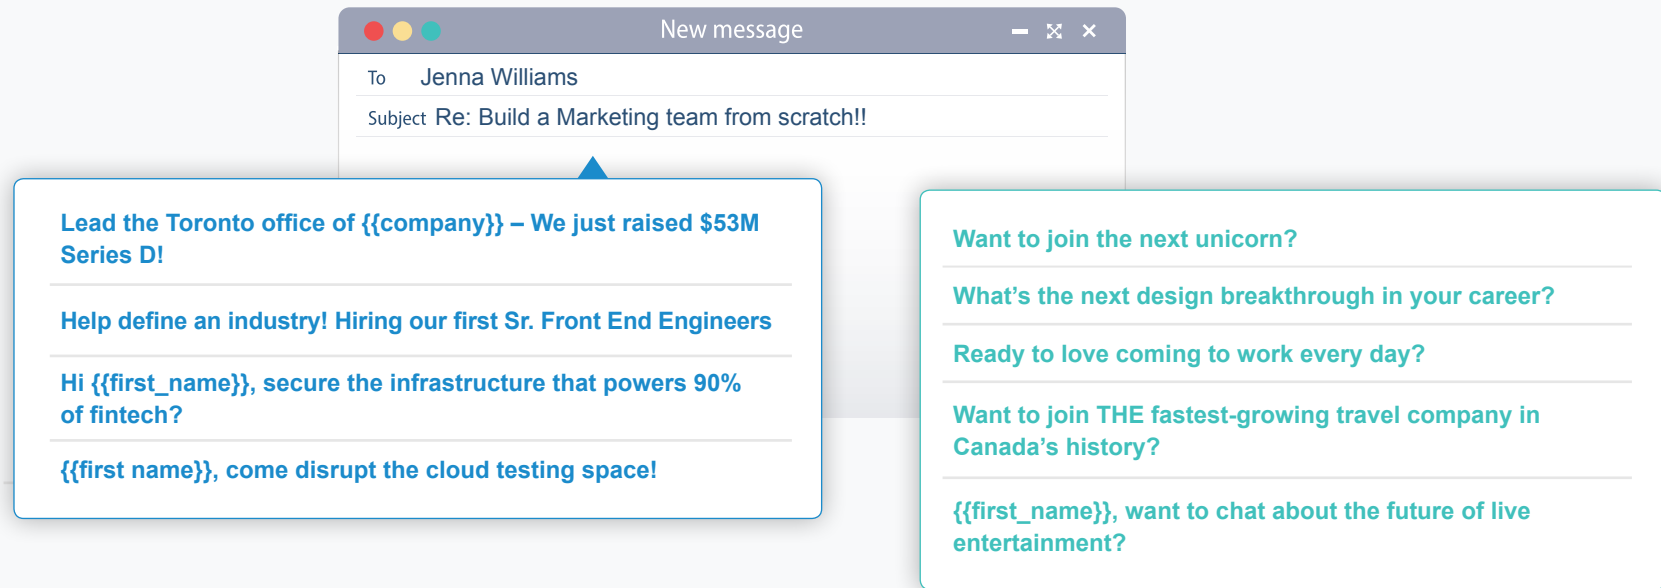 New message
To Jenna Williams
Subject Re: Build a Marketing team from scratch!!
Lead the Toronto office of {{company}} – We just raised $53M
Series D!
Help define an industry! Hiring our first Sr. Front End Engineers
Hi {{first_name}}, secure the infrastructure that powers 90%
of fintech?
{{first name}}, come disrupt the cloud testing space!
Want to join the next unicorn?
What’s the next design breakthrough in your career?
Ready to love coming to work every day?
Want to join THE fastest-growing travel company in
Canada’s history?
{{first_name}}, want to chat about the future of live
entertainment?